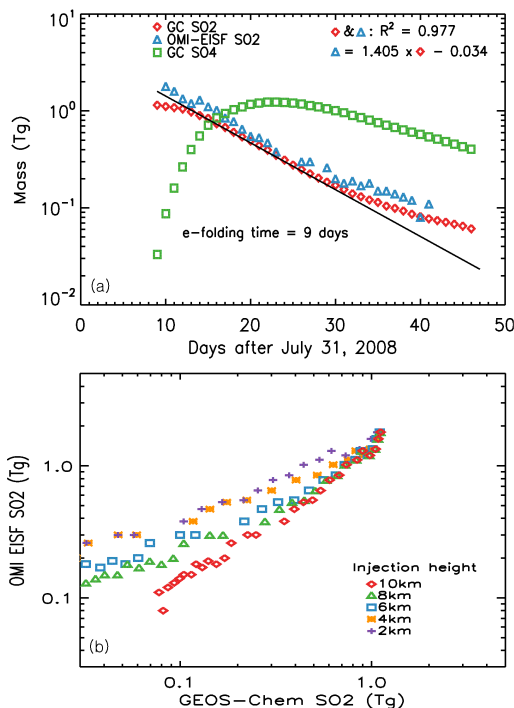 GC SO2
OMI-EISF SO2
GC SO4
& : R² = 0.977
= 1.405 x - 0.034
10¹
10⁰
10⁻¹
10⁻²
Mass (Tg)
e-folding time = 9 days
(a)
0 10 20 30 40 50
Days after July 31, 2008
1.0
0.1
OMI EISF SO2 (Tg)
Injection height
10km
8km
6km
4km
2km
(b)
0.1 1.0
GEOS-Chem SO2 (Tg)